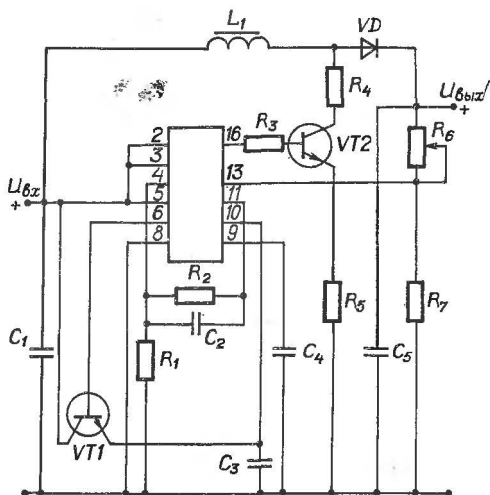 L1
VD
R4
Uвых/
+
2
16
R3
R6
3
VT2
4
13
Uвх
+
5
11
6
10
8
9
R2
C1
C2
R1
C4
R5
C5
R7
VT1
C3